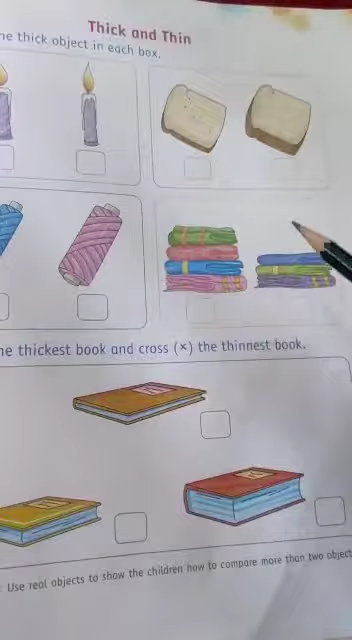 Thick and Thin
he thick object in each box.
he thickest book and cross (×) the thinnest book.
: Use real objects to show the children how to compare more than two object